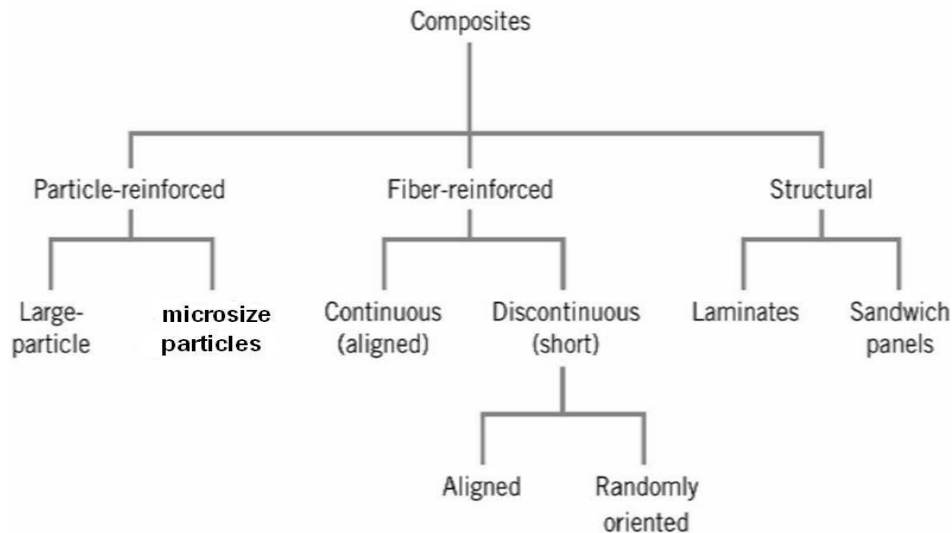 Composites
Particle-reinforced
Fiber-reinforced
Structural
Large-
particle
microsize
particles
Continuous
(aligned)
Discontinuous
(short)
Laminates
Sandwich
panels
Aligned
Randomly
oriented